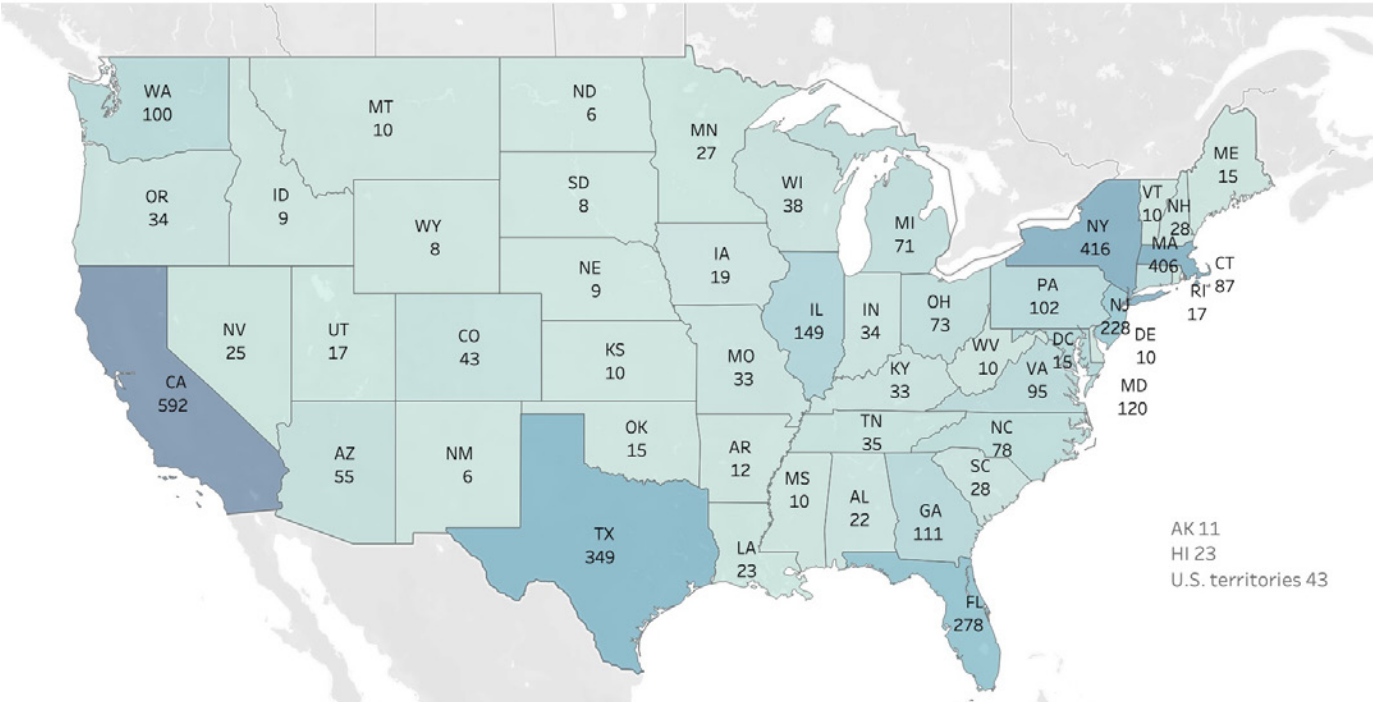 WA
100
MT
10
ND
6
MN
27
ME
15
OR
34
ID
9
SD
8
WI
38
MI
71
VT
10
NH
28
WY
8
NY
416
MA
406
CT
87
RI
17
IA
19
NE
9
PA
102
NJ
228
NV
25
UT
17
CO
43
IL
149
IN
34
OH
73
DE
10
DC
15
WV
10
VA
95
MD
120
KS
10
MO
33
KY
33
CA
592
AZ
55
NM
6
OK
15
AR
12
TN
35
NC
78
SC
28
MS
10
AL
22
GA
111
TX
349
LA
23
FL
278
AK 11
HI 23
U.S. territories 43